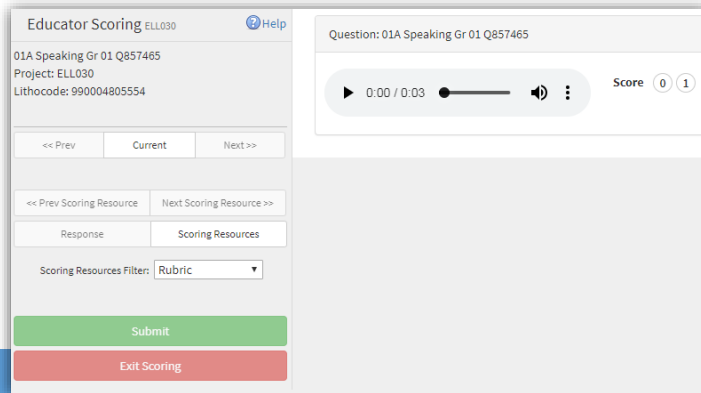 Educator Scoring ELL030
Help
01A Speaking Gr 01 Q857465
Project: ELL030
Lithocode: 990004805554
<< Prev
Current
Next >>
<< Prev Scoring Resource
Next Scoring Resource >>
Response
Scoring Resources
Scoring Resources Filter: Rubric
Submit
Exit Scoring
Question: 01A Speaking Gr 01 Q857465
0:00 / 0:03
Score 0 1